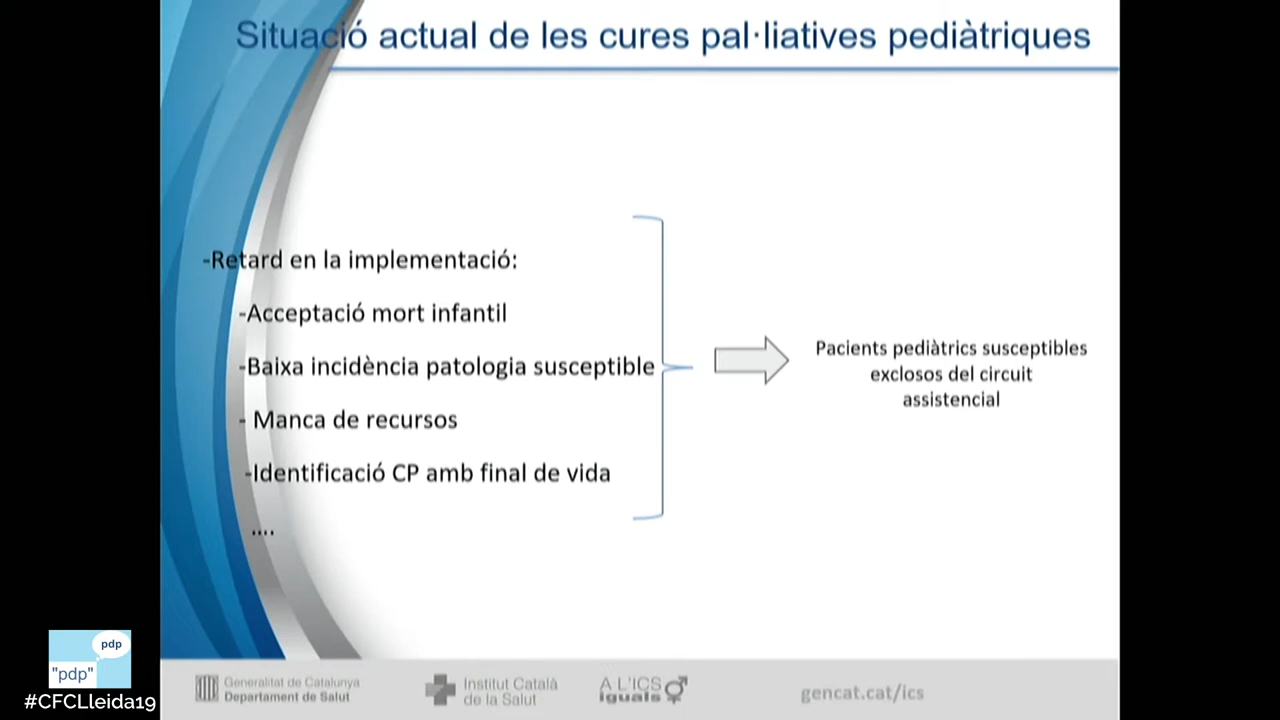 Situació actual de les cures pal·liatives pediàtriques
-Retard en la implementació:
-Acceptació mort infantil
-Baixa incidència patologia susceptible
- Manca de recursos
-Identificació CP amb final de vida
....
Pacients pediàtrics susceptibles
exclosos del circuit
assistencial
pdp
"pdp"
#CFCLleida19
Generalitat de Catalunya
Departament de Salut
Institut Català
de la Salut
A L'ICS
iguals
gencat.cat/ics